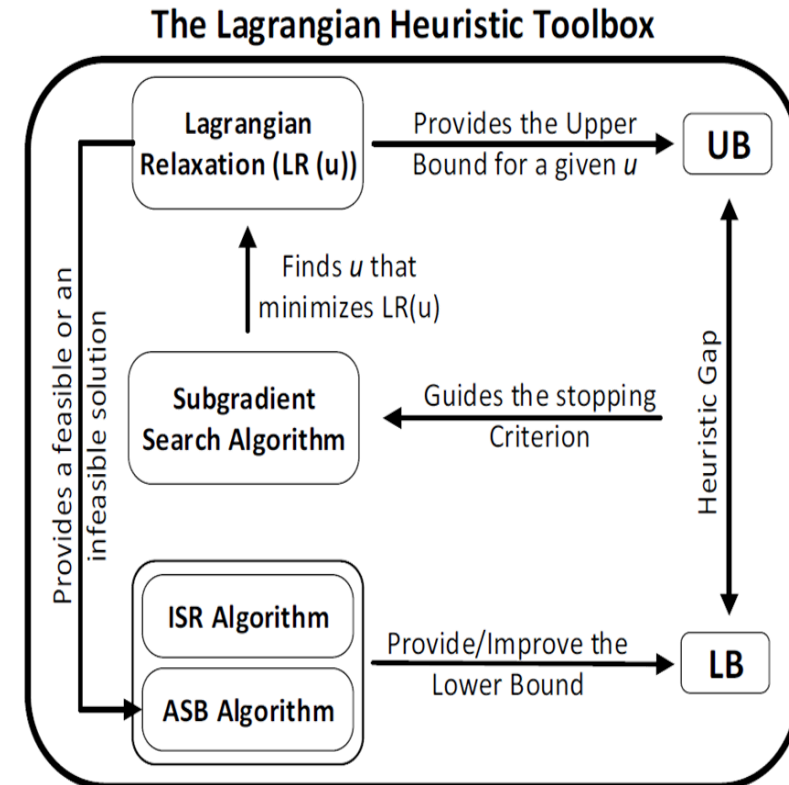 The Lagrangian Heuristic Toolbox
Lagrangian
Relaxation (LR (u))
Provides the Upper
Bound for a given u
UB
Finds u that
minimizes LR(u)
Provides a feasible or an
infeasible solution
Subgradient
Search Algorithm
Guides the stopping
Criterion
Heuristic Gap
ISR Algorithm
ASB Algorithm
Provide/Improve the
Lower Bound
LB